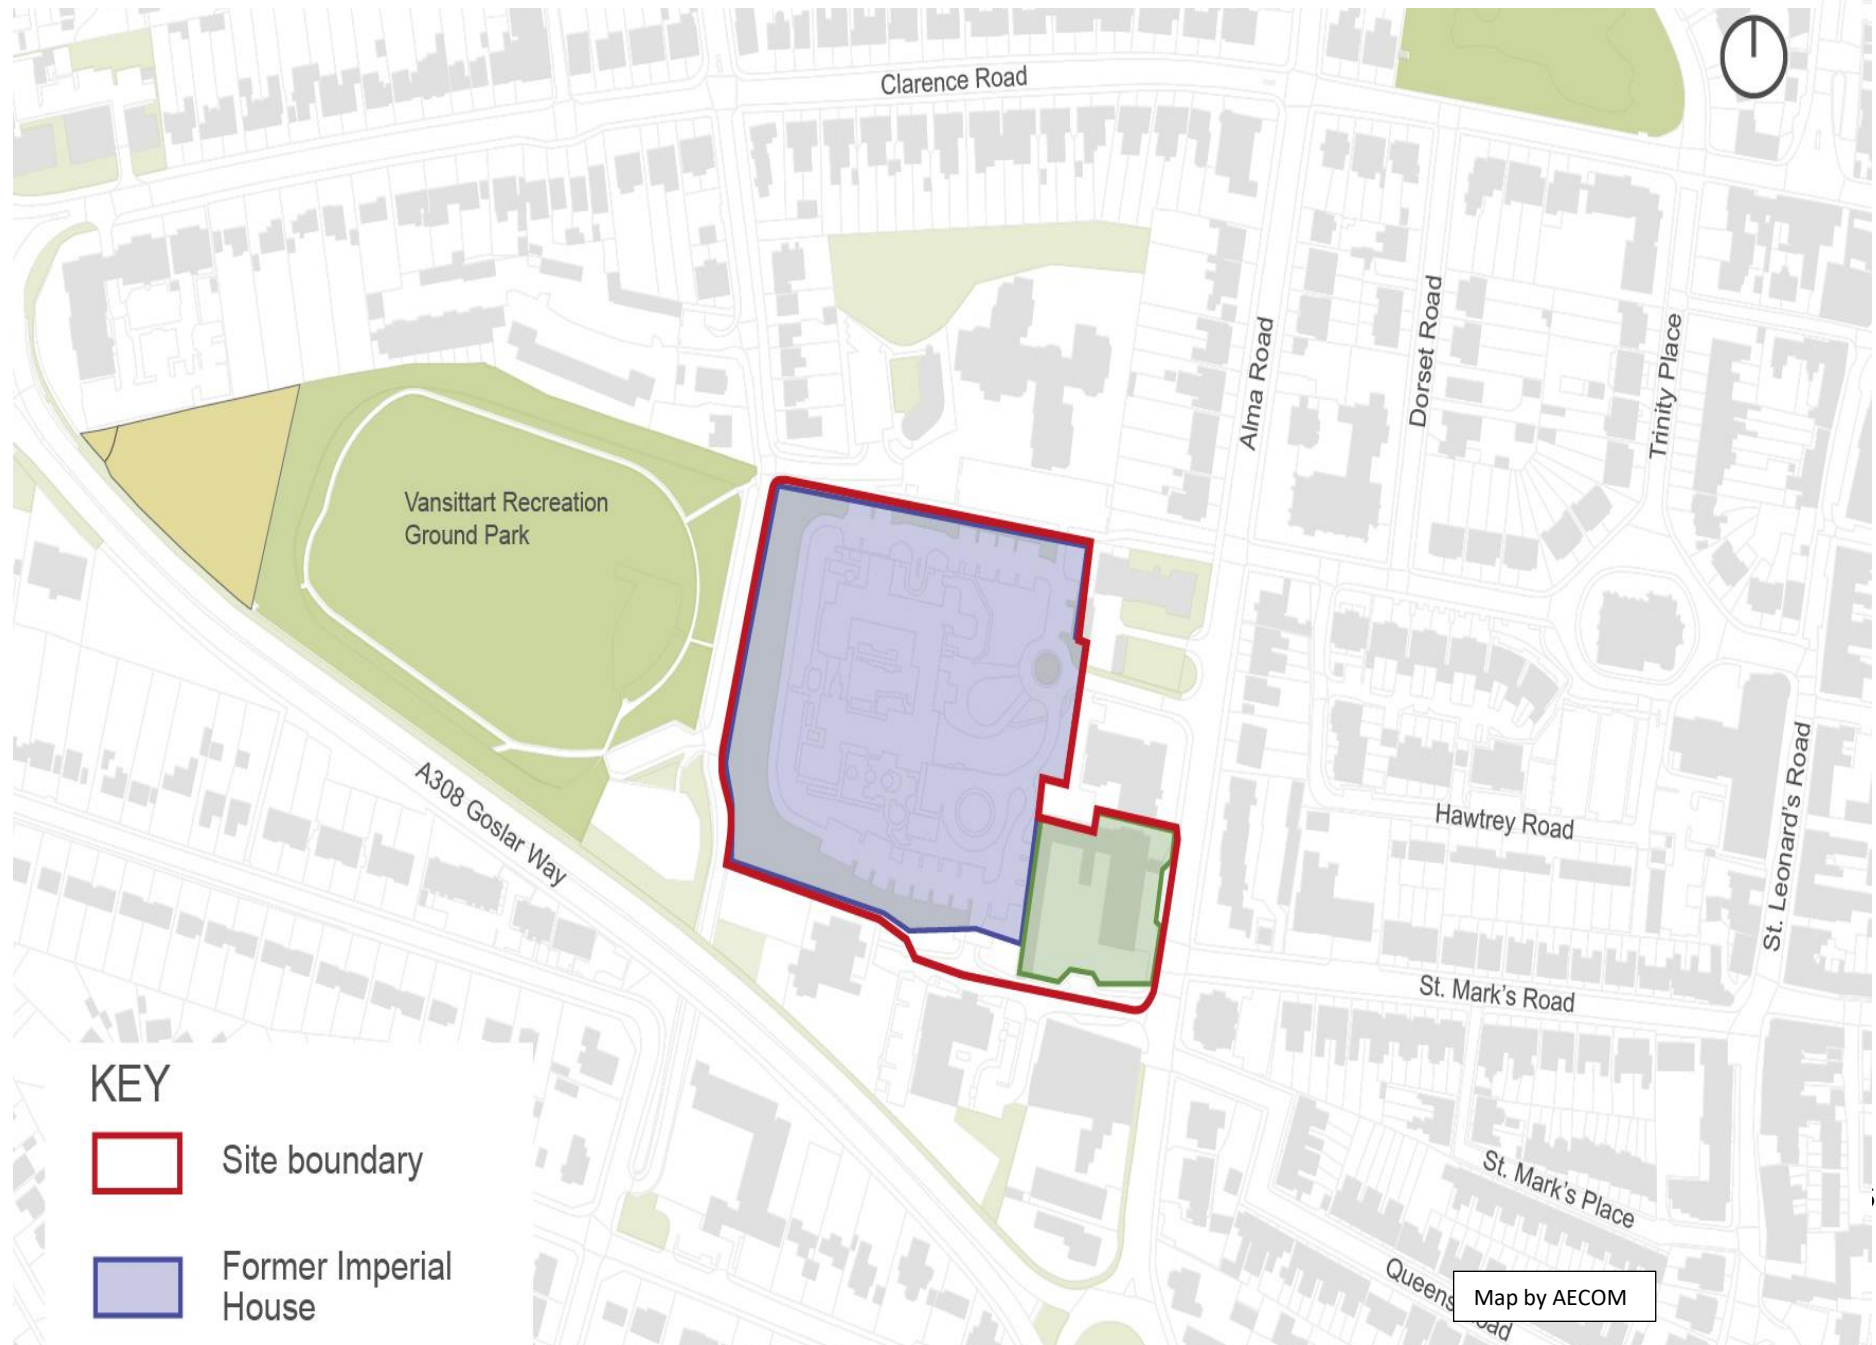 Clarence Road
Alma Road
Dorset Road
Trinity Place
Vansittart Recreation
Ground Park
A308 Goslar Way
Hawtrey Road
St. Leonard's Road
St. Mark's Road
St. Mark's Place
KEY
Site boundary
Former Imperial
House
Map by AECOM